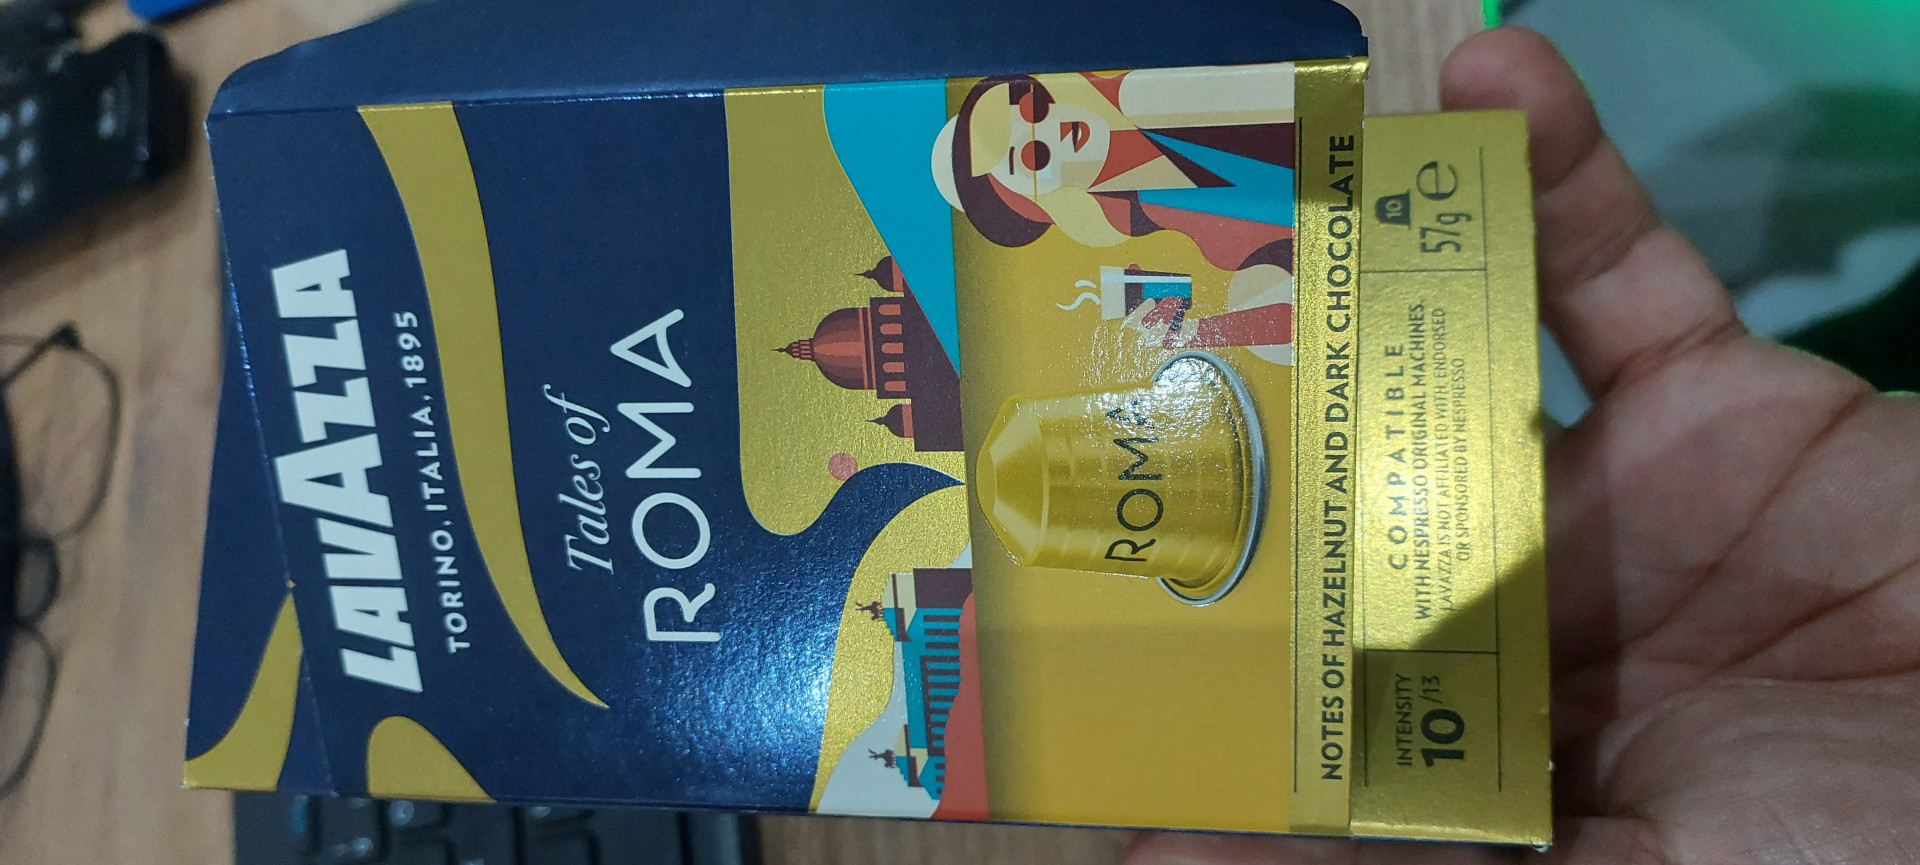 LAVAZZA
TORINO, ITALIA, 1895
Tales of
ROMA
ROMA
NOTES OF HAZELNUT AND DARK CHOCOLATE
INTENSITY
10/13
COMPATIBLE
WITH NESPRESSO ORIGINAL MACHINES.
LAVAZZA IS NOT AFFILIATED WITH, ENDORSED
OR SPONSORED BY NESPRESSO
10
57g e